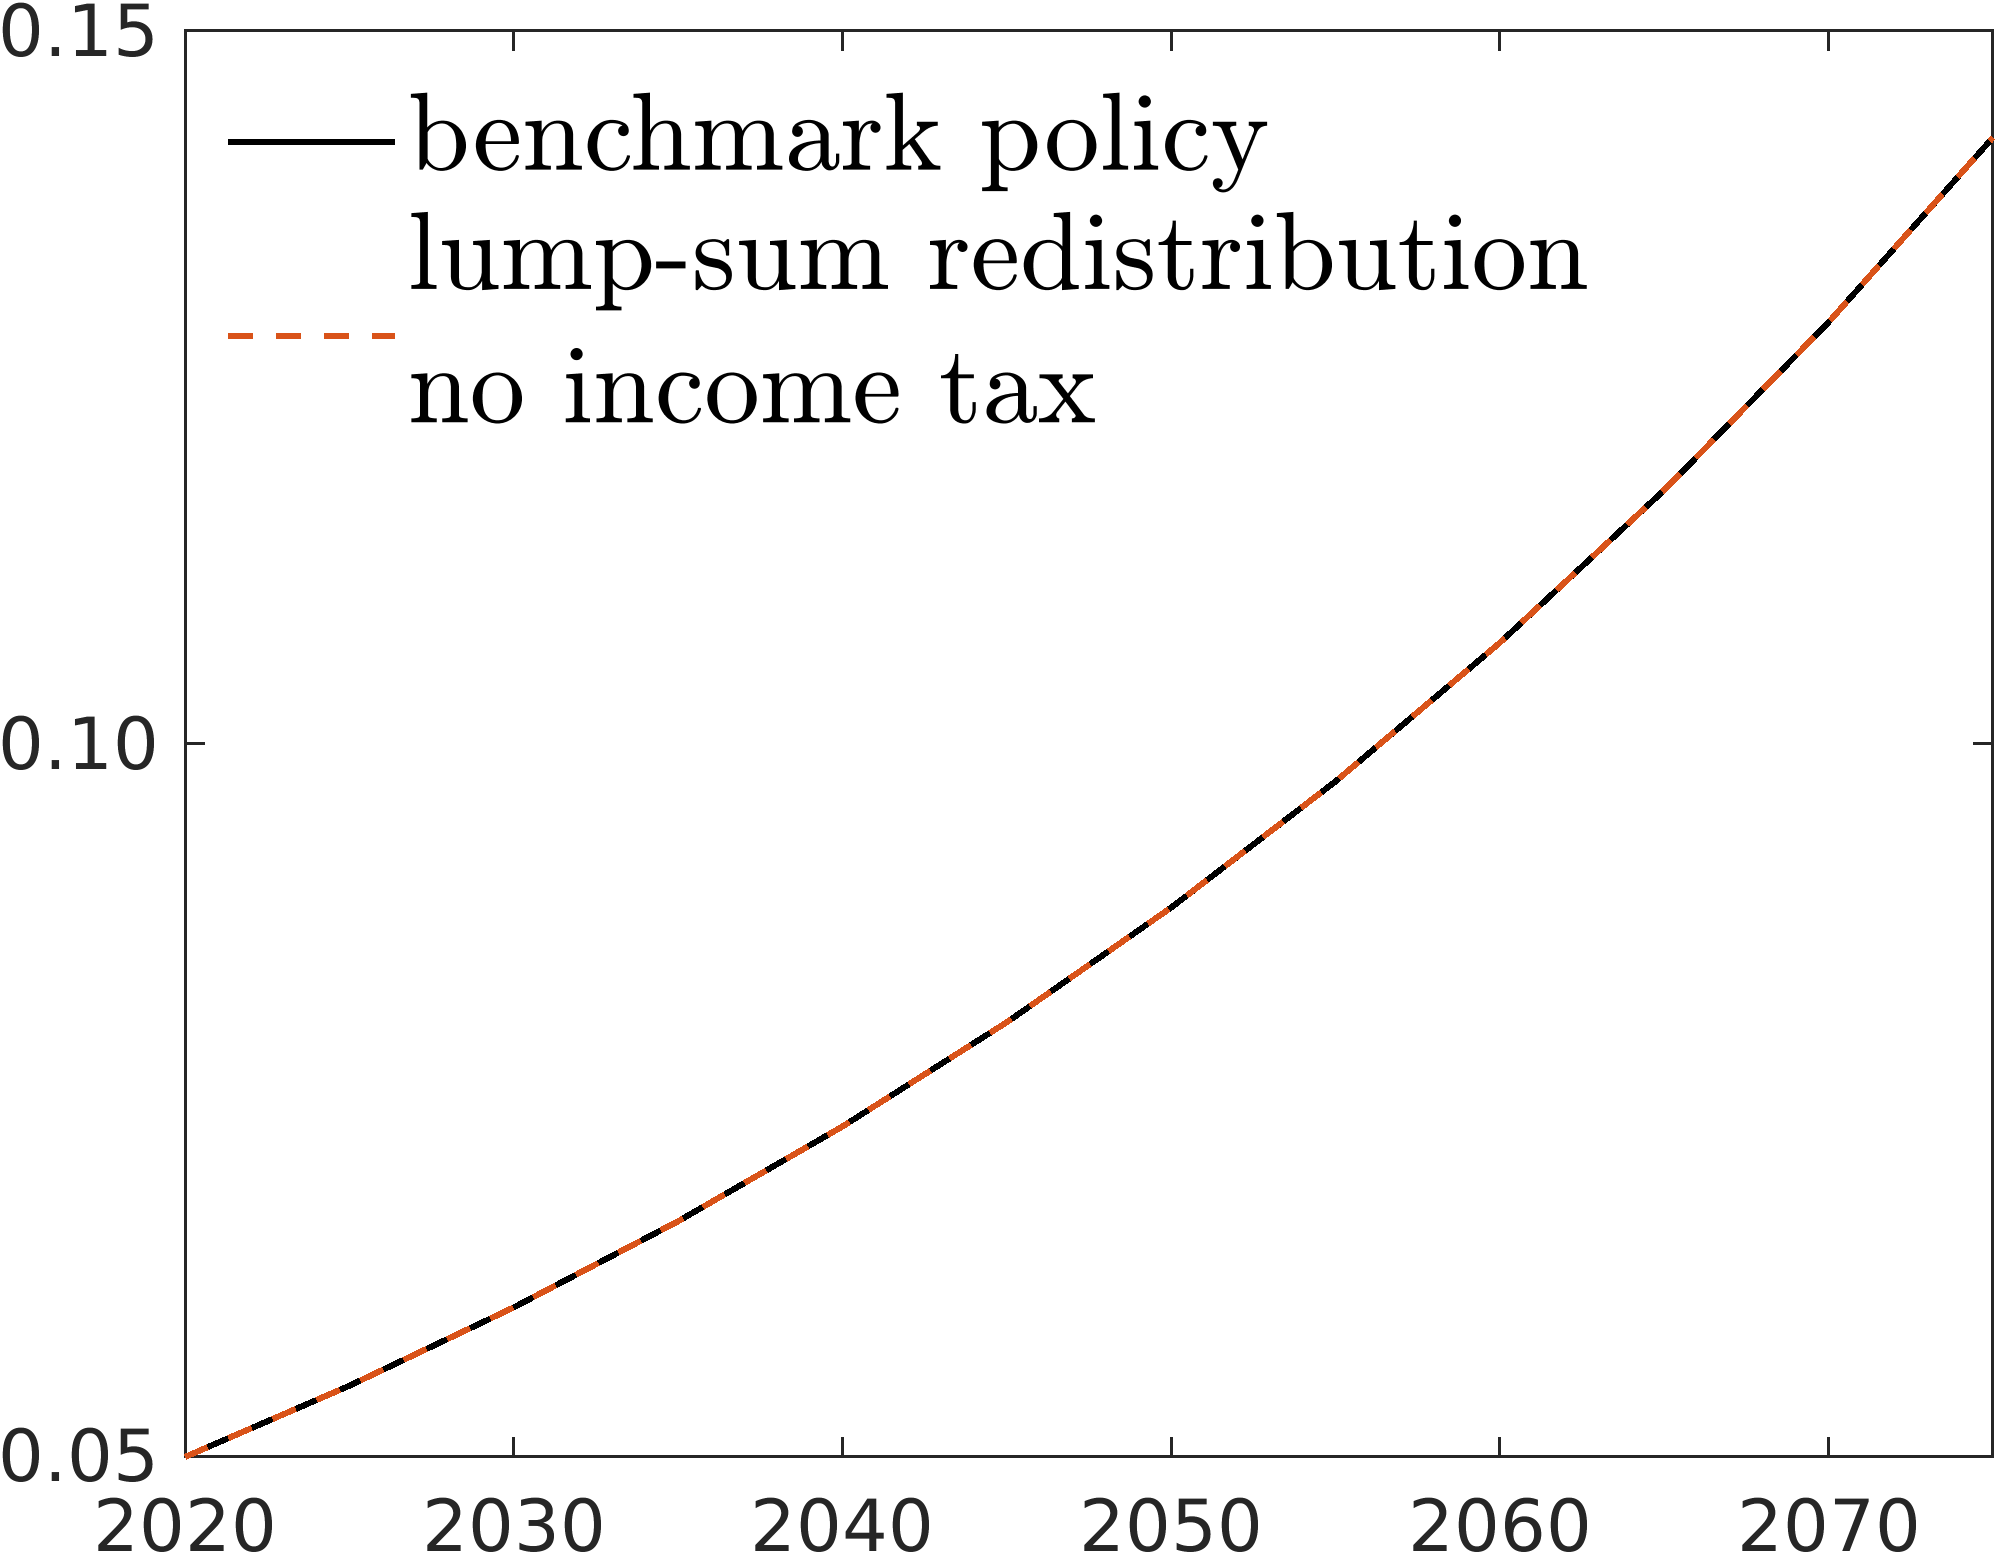 0.15
benchmark policy
lump-sum redistribution
no income tax
0.10
0.05
2020 2030 2040 2050 2060 2070